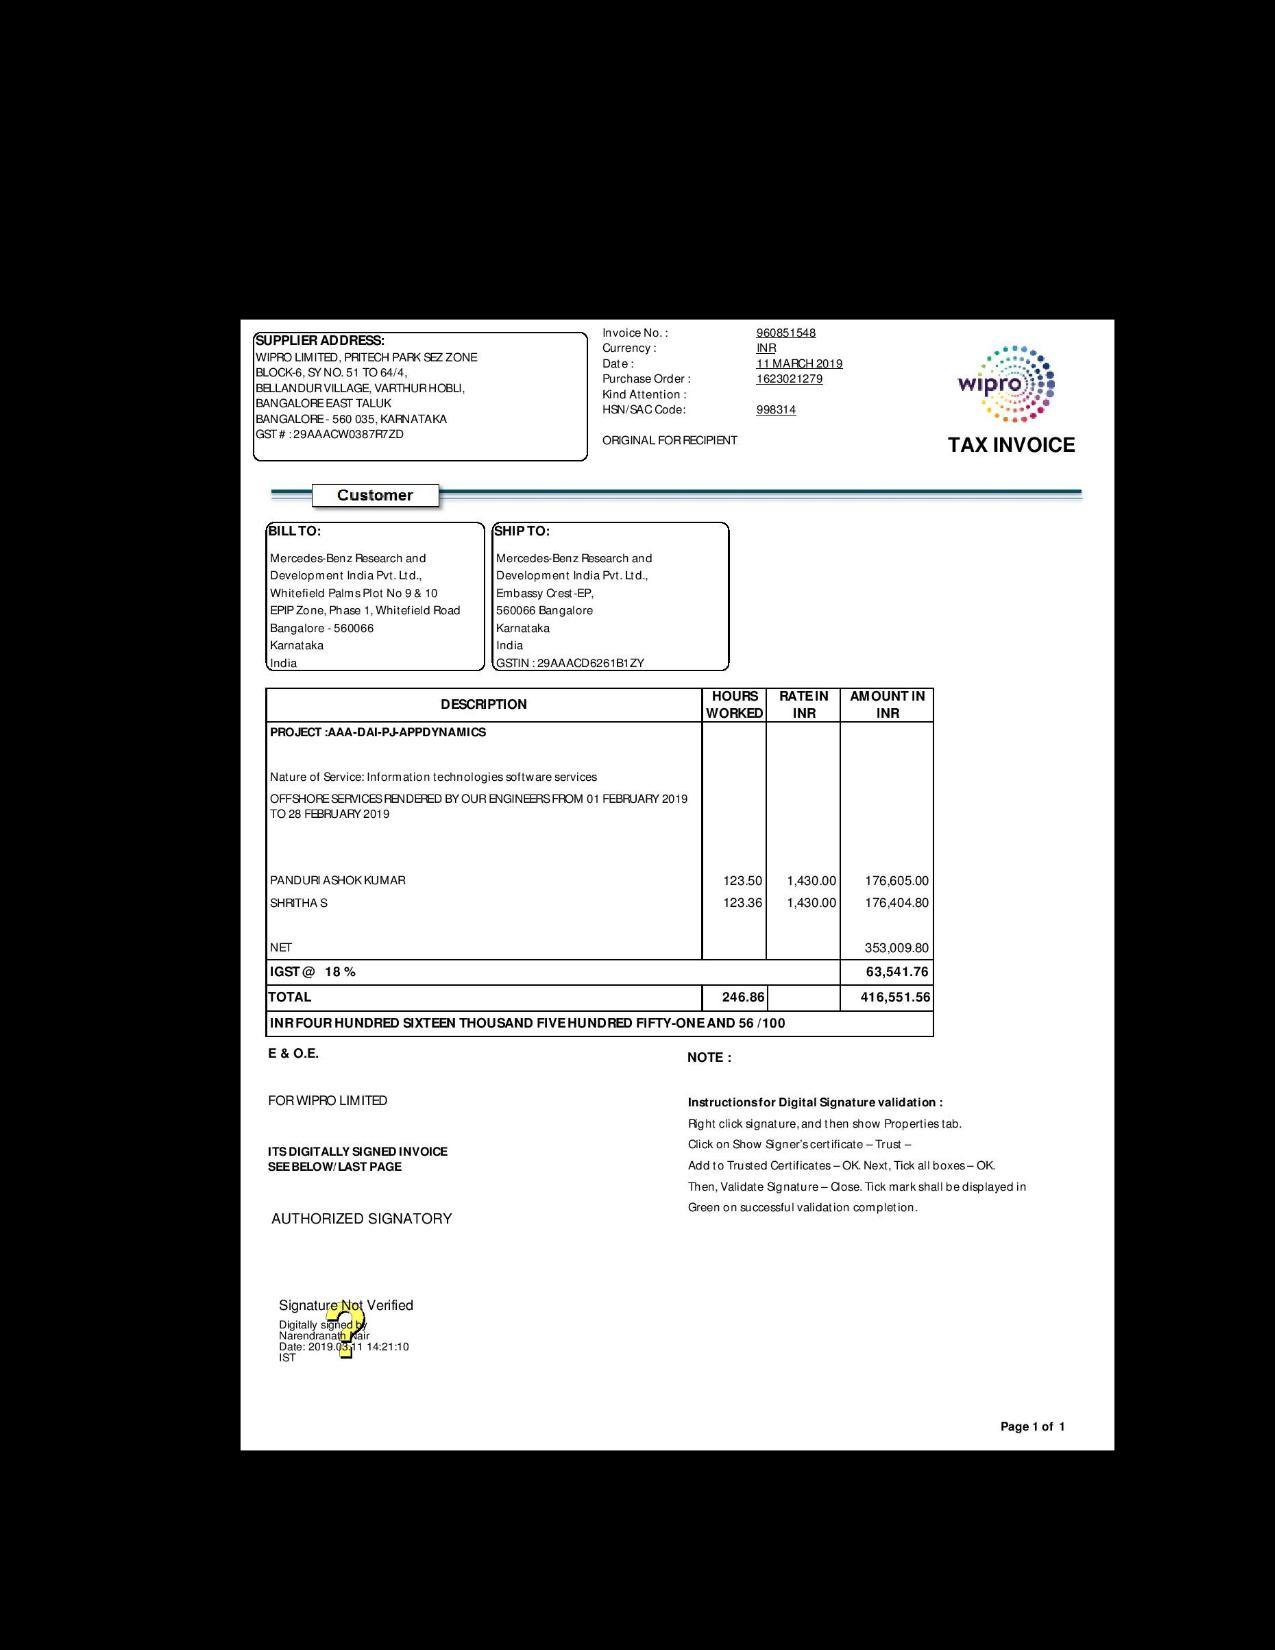 SUPPLIER ADDRESS:
WIPRO LIMITED, PRITECH PARK SEZ ZONE
BLOCK-6, SY NO. 51 TO 64/4,
BELLANDUR VILLAGE, VARTHUR HOBLI,
BANGALORE EAST TALUK
BANGALORE - 560 035, KARNATAKA
GST # : 29AAACW0387R7ZD
Invoice No. : 960851548
Currency : INR
Date : 11 MARCH 2019
Purchase Order : 1623021279
Kind Attention :
HSN/SAC Code: 998314
ORIGINAL FOR RECIPIENT
wipro
TAX INVOICE
Customer
BILL TO:
Mercedes-Benz Research and
Development India Pvt. Ltd.,
Whitefield Palms Plot No 9 & 10
EPIP Zone, Phase 1, Whitefield Road
Bangalore - 560066
Karnataka
India
SHIP TO:
Mercedes-Benz Research and
Development India Pvt. Ltd.,
Embassy Crest-EP,
560066 Bangalore
Karnataka
India
GSTIN : 29AAACD6261B1ZY
DESCRIPTION HOURS WORKED RATE IN INR AMOUNT IN INR
PROJECT :AAA-DAI-PJ-APPDYNAMICS
Nature of Service: Information technologies software services
OFFSHORE SERVICES RENDERED BY OUR ENGINEERS FROM 01 FEBRUARY 2019
TO 28 FEBRUARY 2019
PANDURI ASHOK KUMAR 123.50 1,430.00 176,605.00
SHRITHA S 123.36 1,430.00 176,404.80
NET 353,009.80
IGST @ 18 % 63,541.76
TOTAL 246.86 416,551.56
INR FOUR HUNDRED SIXTEEN THOUSAND FIVE HUNDRED FIFTY-ONE AND 56 /100
E & O.E.
FOR WIPRO LIMITED
ITS DIGITALLY SIGNED INVOICE
SEE BELOW/ LAST PAGE
AUTHORIZED SIGNATORY
NOTE :
Instructions for Digital Signature validation :
Right click signature, and then show Properties tab.
Click on Show Signer's certificate – Trust –
Add to Trusted Certificates – OK. Next, Tick all boxes – OK.
Then, Validate Signature – Close. Tick mark shall be displayed in
Green on successful validation completion.
Signature Not Verified
Digitally signed by
Narendranath Nair
Date: 2019.03.11 14:21:10
IST
Page 1 of 1